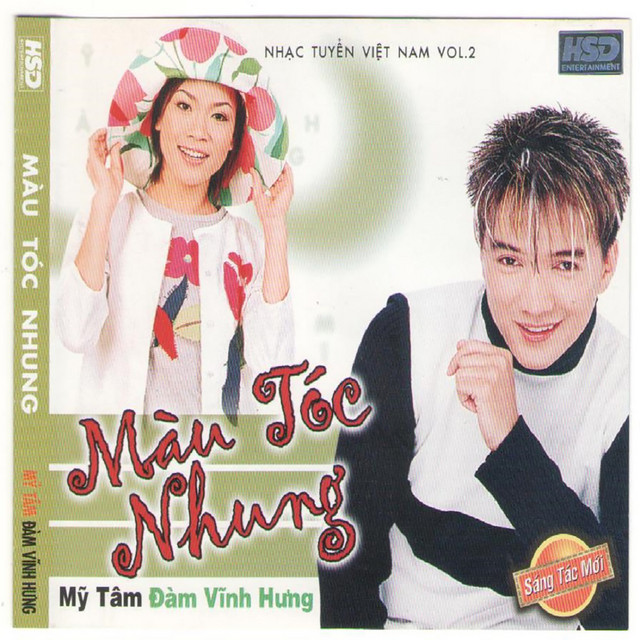 HSD
ENTERTAINMENT
MÀU TÓC NHUNG
MỸ TÂM ĐÀM VĨNH HƯNG
NHẠC TUYỂN VIỆT NAM VOL.2
HSD
ENTERTAINMENT
Màu Tóc
Nhung
Mỹ Tâm Đàm Vĩnh Hưng
Sáng Tác Mới